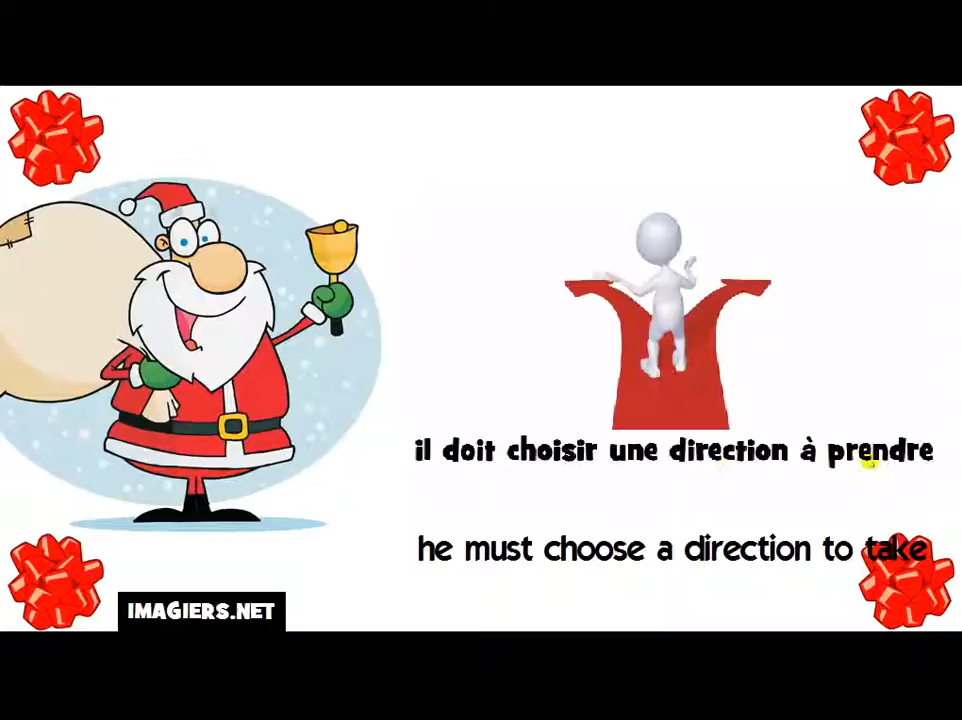 il doit choisir une direction à prendre
he must choose a direction to take
IMAGIERS.NET